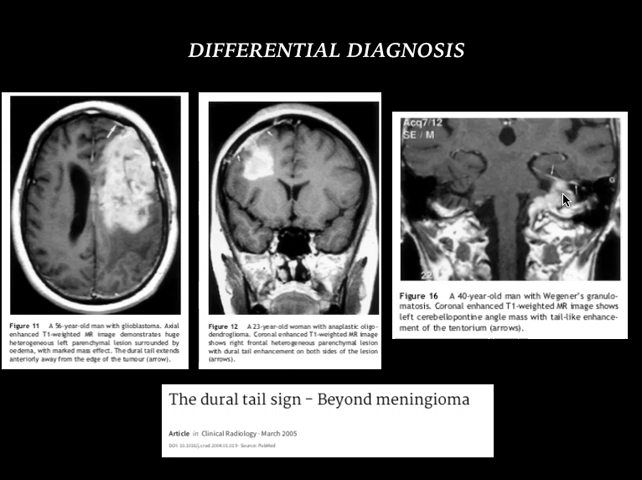 DIFFERENTIAL DIAGNOSIS
Figure 11 A 56-year-old man with glioblastoma. Axial
enhanced T1-weighted MR image demonstrates huge
heterogeneous left parenchymal lesion surrounded by
oedema, with marked mass effect. The dural tail extends
anteriorly away from the edge of the tumour (arrow).
Figure 12 A 23-year-old woman with anaplastic oligo-
dendroglioma. Coronal enhanced T1-weighted MR image
shows right frontal heterogeneous parenchymal lesion
with dural tail enhancement on both sides of the lesion
(arrows).
Acq7/12
SE / M
22
Figure 16 A 40-year-old man with Wegener's granulo-
matosis. Coronal enhanced T1-weighted MR image shows
left cerebellopontine angle mass with tail-like enhance-
ment of the tentorium (arrows).
The dural tail sign - Beyond meningioma
Article in Clinical Radiology · March 2005